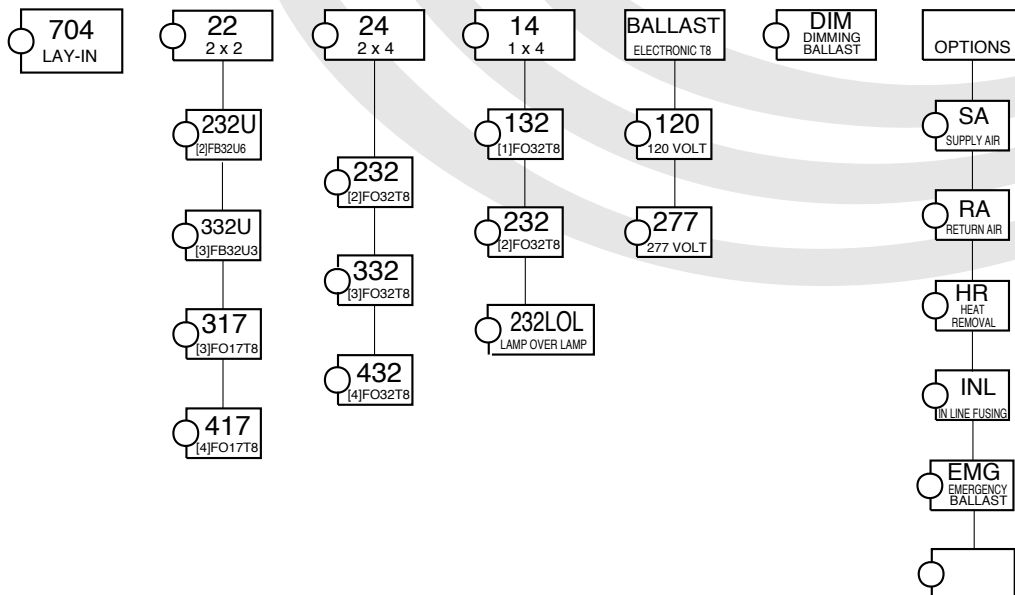 704
LAY-IN
22
2 x 2
232U
[2]FB32U6
332U
[3]FB32U3
317
[3]FO17T8
417
[4]FO17T8
24
2 x 4
232
[2]FO32T8
332
[3]FO32T8
432
[4]FO32T8
14
1 x 4
132
[1]FO32T8
232
[2]FO32T8
232LOL
LAMP OVER LAMP
BALLAST
ELECTRONIC T8
120
120 VOLT
277
277 VOLT
DIM
DIMMING
BALLAST
OPTIONS
SA
SUPPLY AIR
RA
RETURN AIR
HR
HEAT
REMOVAL
INL
IN LINE FUSING
EMG
EMERGENCY
BALLAST